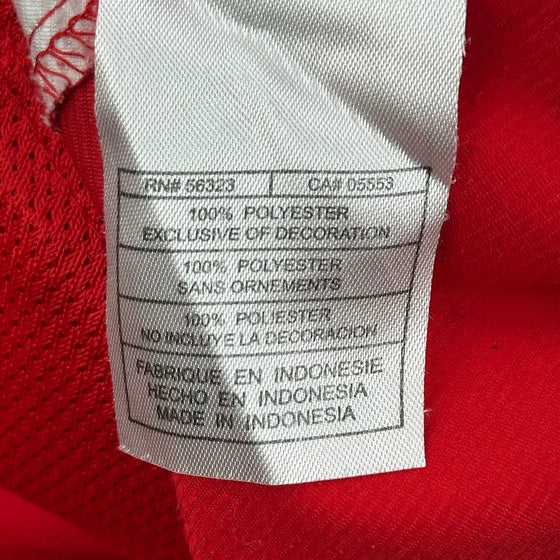 RN# 56323 CA# 05553
100% POLYESTER
EXCLUSIVE OF DECORATION
100% POLYESTER
SANS ORNEMENTS
100% POLIESTER
NO INCLUYE LA DECORACION
FABRIQUE EN INDONESIE
HECHO EN INDONESIA
MADE IN INDONESIA